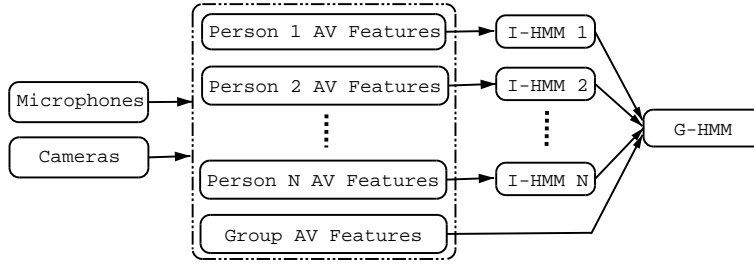 Person 1 AV Features
I-HMM 1
Person 2 AV Features
I-HMM 2
Microphones
G-HMM
Cameras
Person N AV Features
I-HMM N
Group AV Features